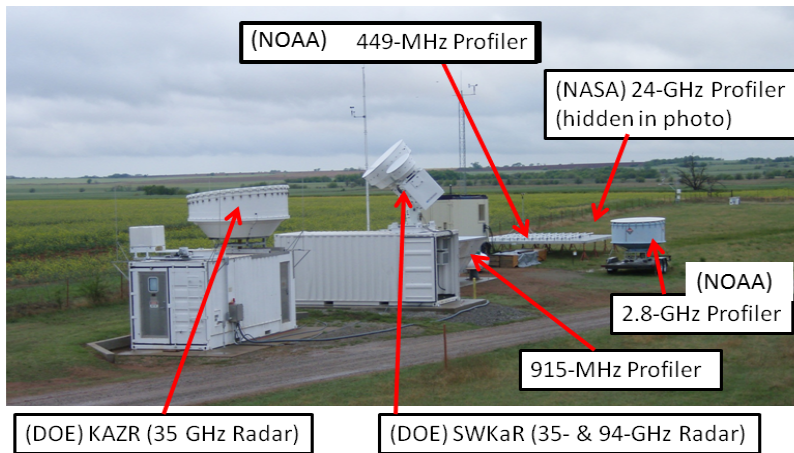 (NOAA) 449-MHz Profiler
(NASA) 24-GHz Profiler
(hidden in photo)
(NOAA)
2.8-GHz Profiler
915-MHz Profiler
(DOE) KAZR (35 GHz Radar)
(DOE) SWKaR (35- & 94-GHz Radar)